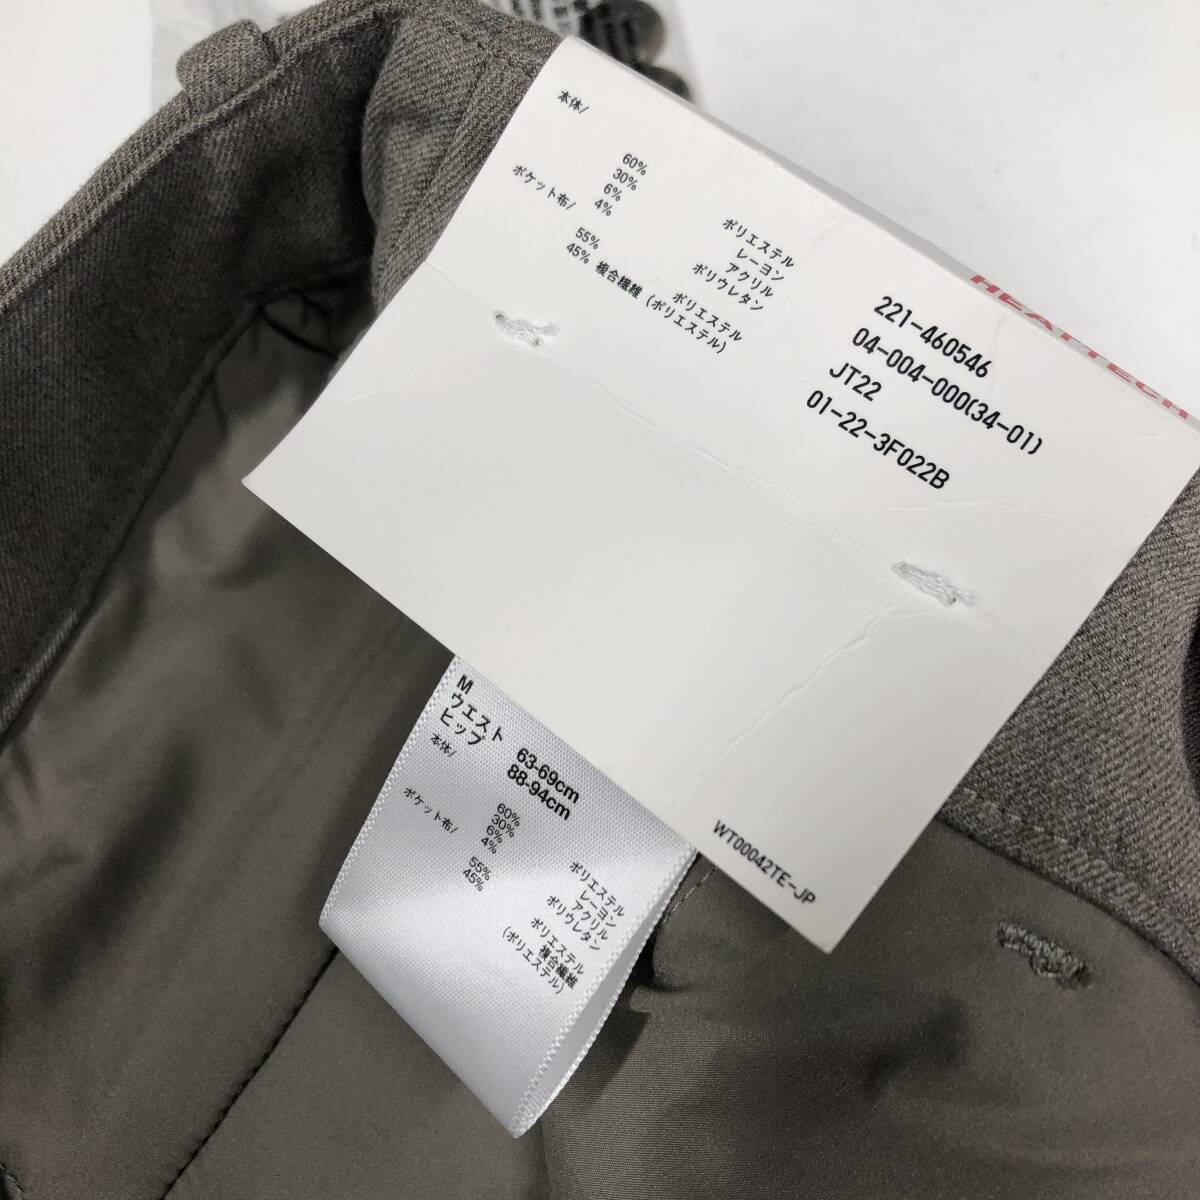 本体/
60% ポリエステル
30% レーヨン
6% アクリル
4% ポリウレタン
ポケット布/
55% ポリエステル
45% 複合繊維 (ポリエステル)
HEATTECH
221-460546
04-004-000(34-01)
JT22
01-22-3F022B
WT00042TE-JP
M
ウエスト 63-69cm
ヒップ 88-94cm
本体/
60% ポリエステル
30% レーヨン
6% アクリル
4% ポリウレタン
ポケット布/
55% ポリエステル
45% 複合繊維
(ポリエステル)